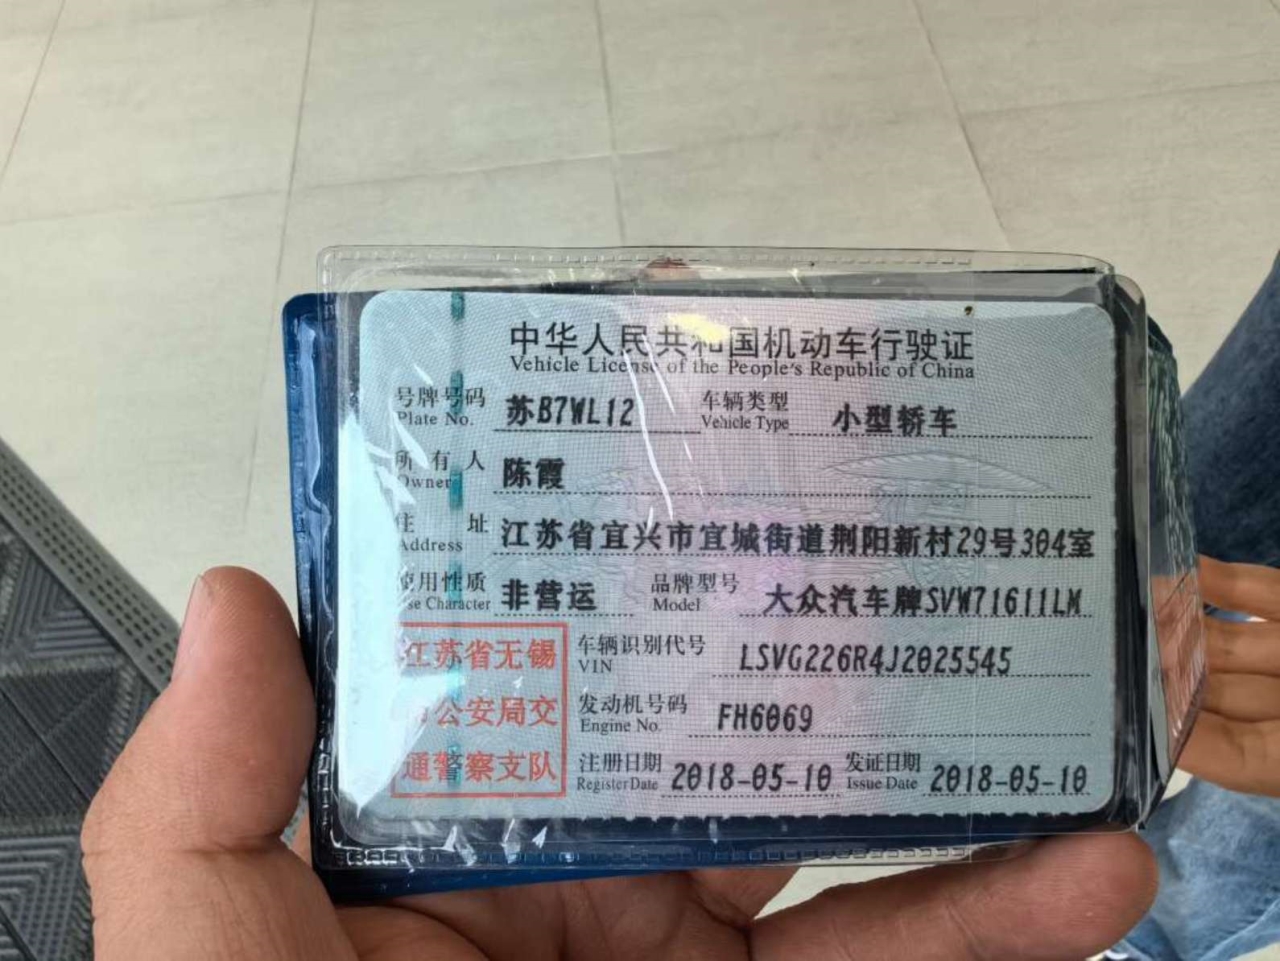 中华人民共和国机动车行驶证
Vehicle License of the People's Republic of China
号牌号码 苏B7WL12 车辆类型 小型轿车
Plate No. Vehicle Type
所有人 陈霞
Owner
住址 江苏省宜兴市宜城街道荆阳新村29号304室
Address
使用性质 非营运 品牌型号 大众汽车牌SVW71611LM
Use Character Model
江苏省无锡 车辆识别代号 LSVG226R4J2025545
VIN
市公安局交 发动机号码 FH6069
Engine No.
通警察支队 注册日期 2018-05-10 发证日期 2018-05-10
Register Date Issue Date